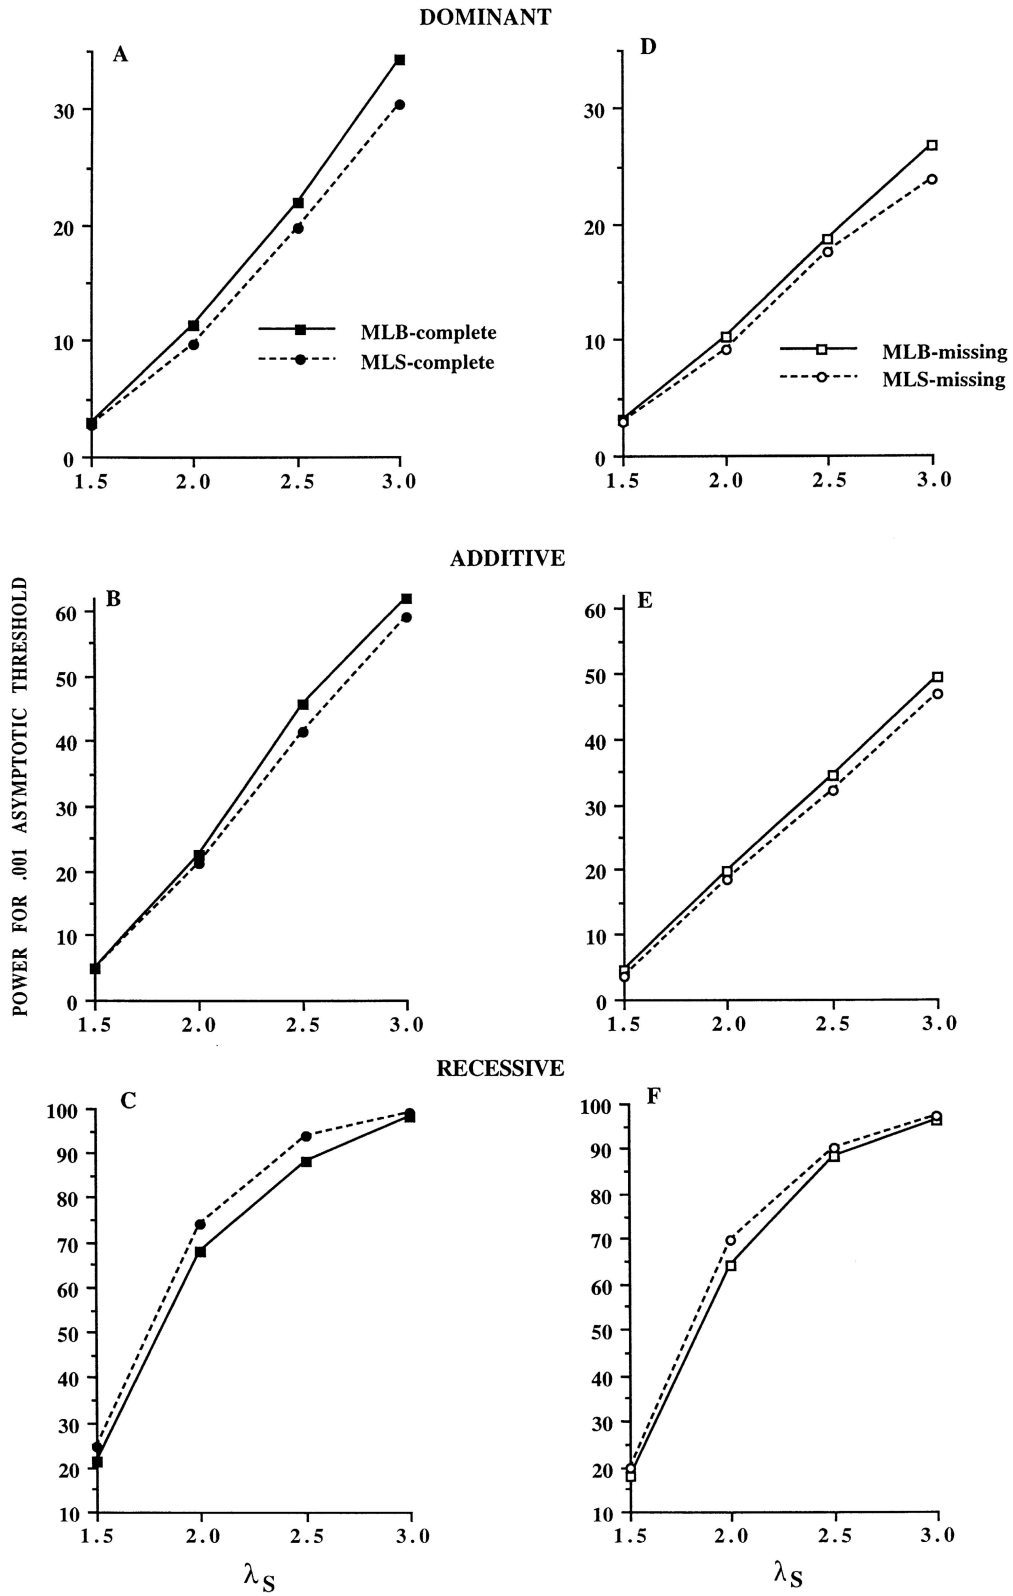 DOMINANT
A
30
20
10
0
1.5 2.0 2.5 3.0
MLB-complete
MLS-complete
D
30
20
10
0
1.5 2.0 2.5 3.0
MLB-missing
MLS-missing
POWER FOR .001 ASYMPTOTIC THRESHOLD
ADDITIVE
B
60
50
40
30
20
10
0
1.5 2.0 2.5 3.0
E
60
50
40
30
20
10
0
1.5 2.0 2.5 3.0
RECESSIVE
C
100
90
80
70
60
50
40
30
20
10
1.5 2.0 2.5 3.0
λS
F
100
90
80
70
60
50
40
30
20
10
1.5 2.0 2.5 3.0
λS